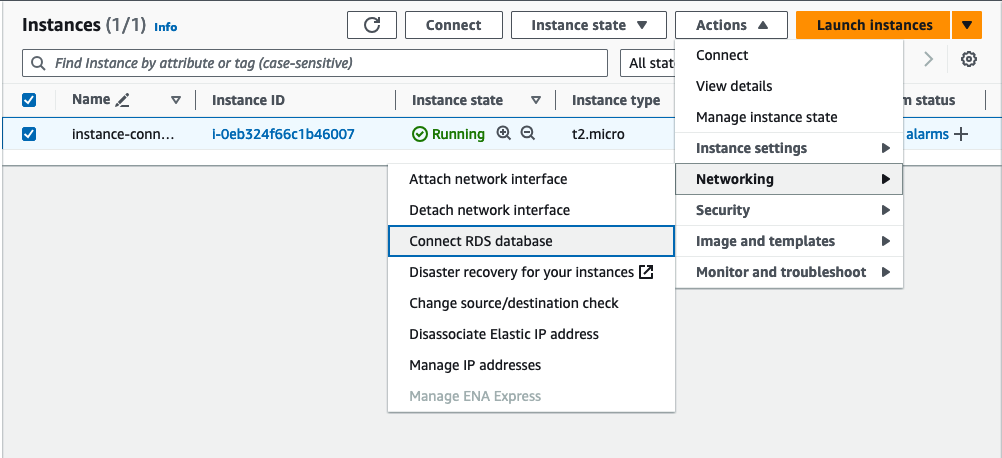 Instances (1/1) Info
Connect
Instance state
Actions
Launch instances
Find Instance by attribute or tag (case-sensitive)
All stat
Connect
View details
Manage instance state
Instance settings
Networking
Security
Image and templates
Monitor and troubleshoot
Name
Instance ID
Instance state
Instance type
m status
instance-conn...
i-0eb324f66c1b46007
Running
t2.micro
alarms
Attach network interface
Detach network interface
Connect RDS database
Disaster recovery for your instances
Change source/destination check
Disassociate Elastic IP address
Manage IP addresses
Manage ENA Express